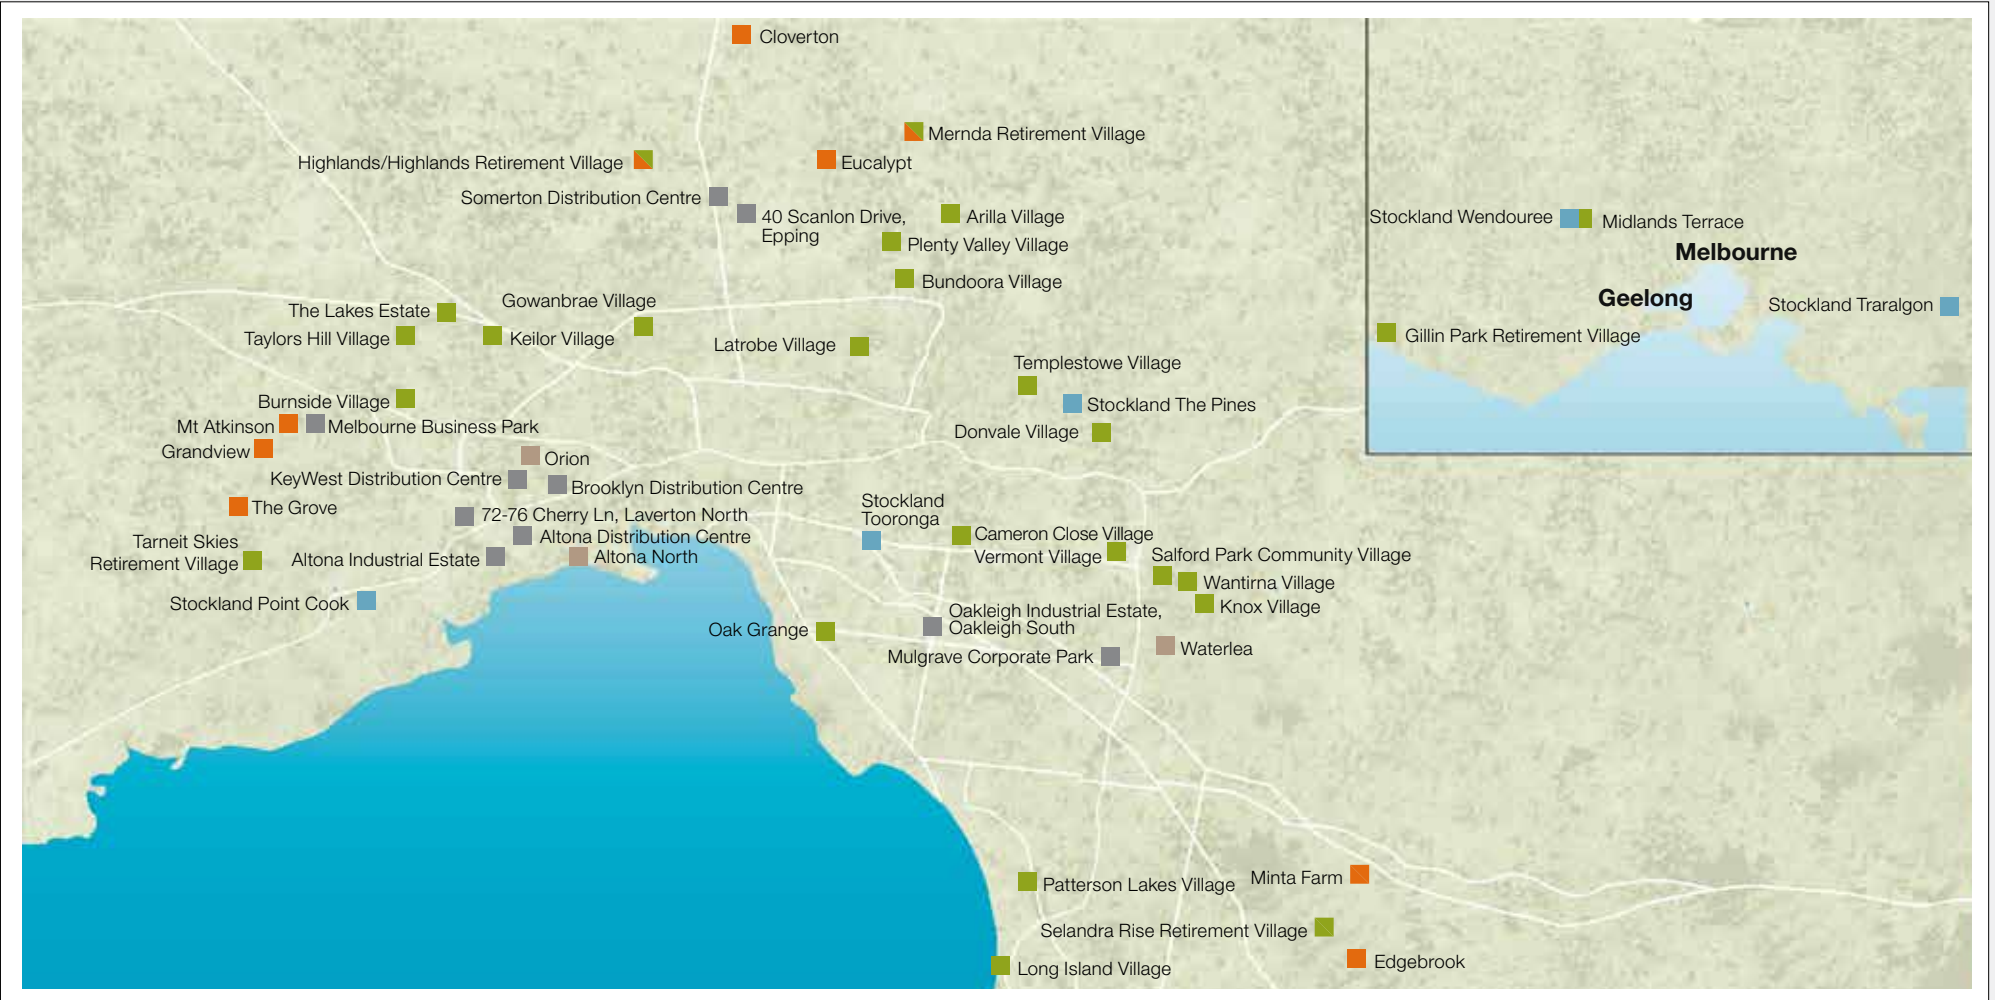 Cloverton
Mernda Retirement Village
Highlands/Highlands Retirement Village
Eucalypt
Somerton Distribution Centre
40 Scanlon Drive,
Epping
Arilla Village
Plenty Valley Village
Bundoora Village
Stockland Wendouree
Midlands Terrace
Melbourne
Geelong
Stockland Traralgon
Gillin Park Retirement Village
The Lakes Estate
Gowanbrae Village
Taylors Hill Village
Keilor Village
Latrobe Village
Templestowe Village
Stockland The Pines
Donvale Village
Burnside Village
Mt Atkinson
Melbourne Business Park
Grandview
Orion
KeyWest Distribution Centre
Brooklyn Distribution Centre
The Grove
72-76 Cherry Ln, Laverton North
Altona Distribution Centre
Tarneit Skies
Retirement Village
Altona Industrial Estate
Altona North
Stockland Point Cook
Stockland
Tooronga
Cameron Close Village
Vermont Village
Salford Park Community Village
Wantirna Village
Knox Village
Oak Grange
Oakleigh Industrial Estate,
Oakleigh South
Mulgrave Corporate Park
Waterlea
Patterson Lakes Village
Minta Farm
Selandra Rise Retirement Village
Edgebrook
Long Island Village